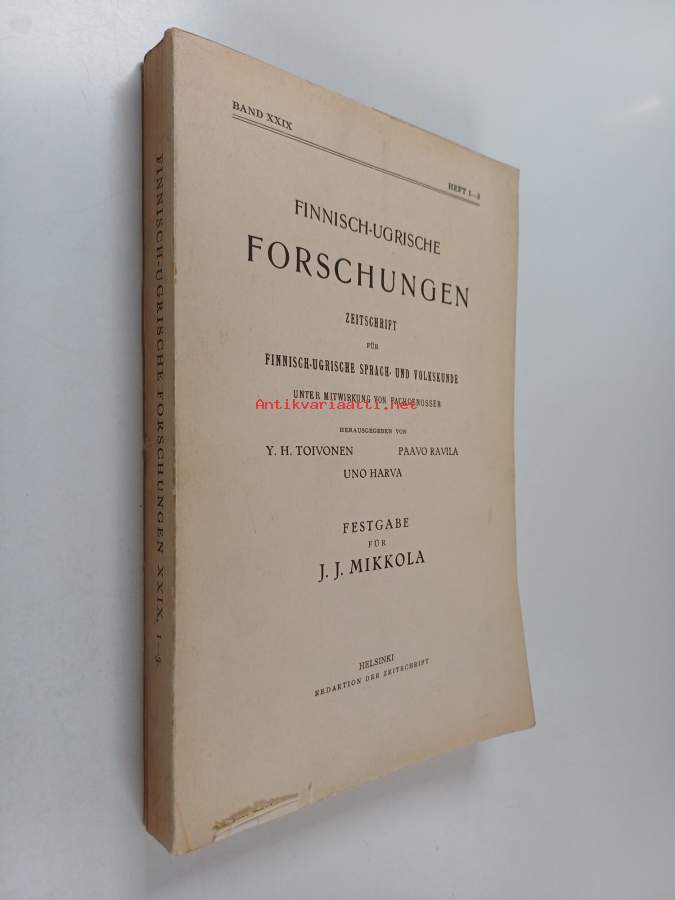 BAND XXIX
HEFT 1—3
FINNISCH-UGRISCHE
FORSCHUNGEN
ZEITSCHRIFT
FÜR
FINNISCH-UGRISCHE SPRACH- UND VOLKSKUNDE
UNTER MITWIRKUNG VON FACHGENOSSEN
Antikvariaatti.net
HERAUSGEGEBEN VON
Y. H. TOIVONEN PAAVO RAVILA
UNO HARVA
FESTGABE
FÜR
J. J. MIKKOLA
HELSINKI
REDAKTION DER ZEITSCHRIFT
FINNISCH-UGRISCHE FORSCHUNGEN XXIX, 1—3